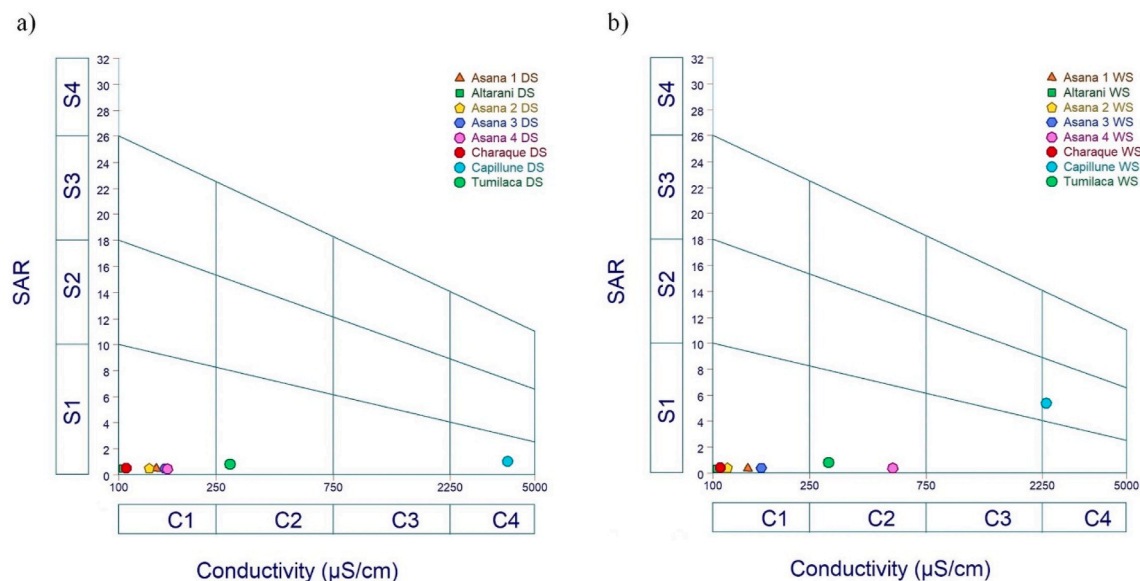 a)
32
30
28
26
24
22
20
18
16
14
12
10
8
6
4
2
0
S4
S3
S2
S1
SAR
Asana 1 DS
Altarani DS
Asana 2 DS
Asana 3 DS
Asana 4 DS
Charaque DS
Capillune DS
Tumilaca DS
100 250 750 2250 5000
C1 C2 C3 C4
Conductivity (µS/cm)
b)
32
30
28
26
24
22
20
18
16
14
12
10
8
6
4
2
0
S4
S3
S2
S1
SAR
Asana 1 WS
Altarani WS
Asana 2 WS
Asana 3 WS
Asana 4 WS
Charaque WS
Capillune WS
Tumilaca WS
100 250 750 2250 5000
C1 C2 C3 C4
Conductivity (µS/cm)